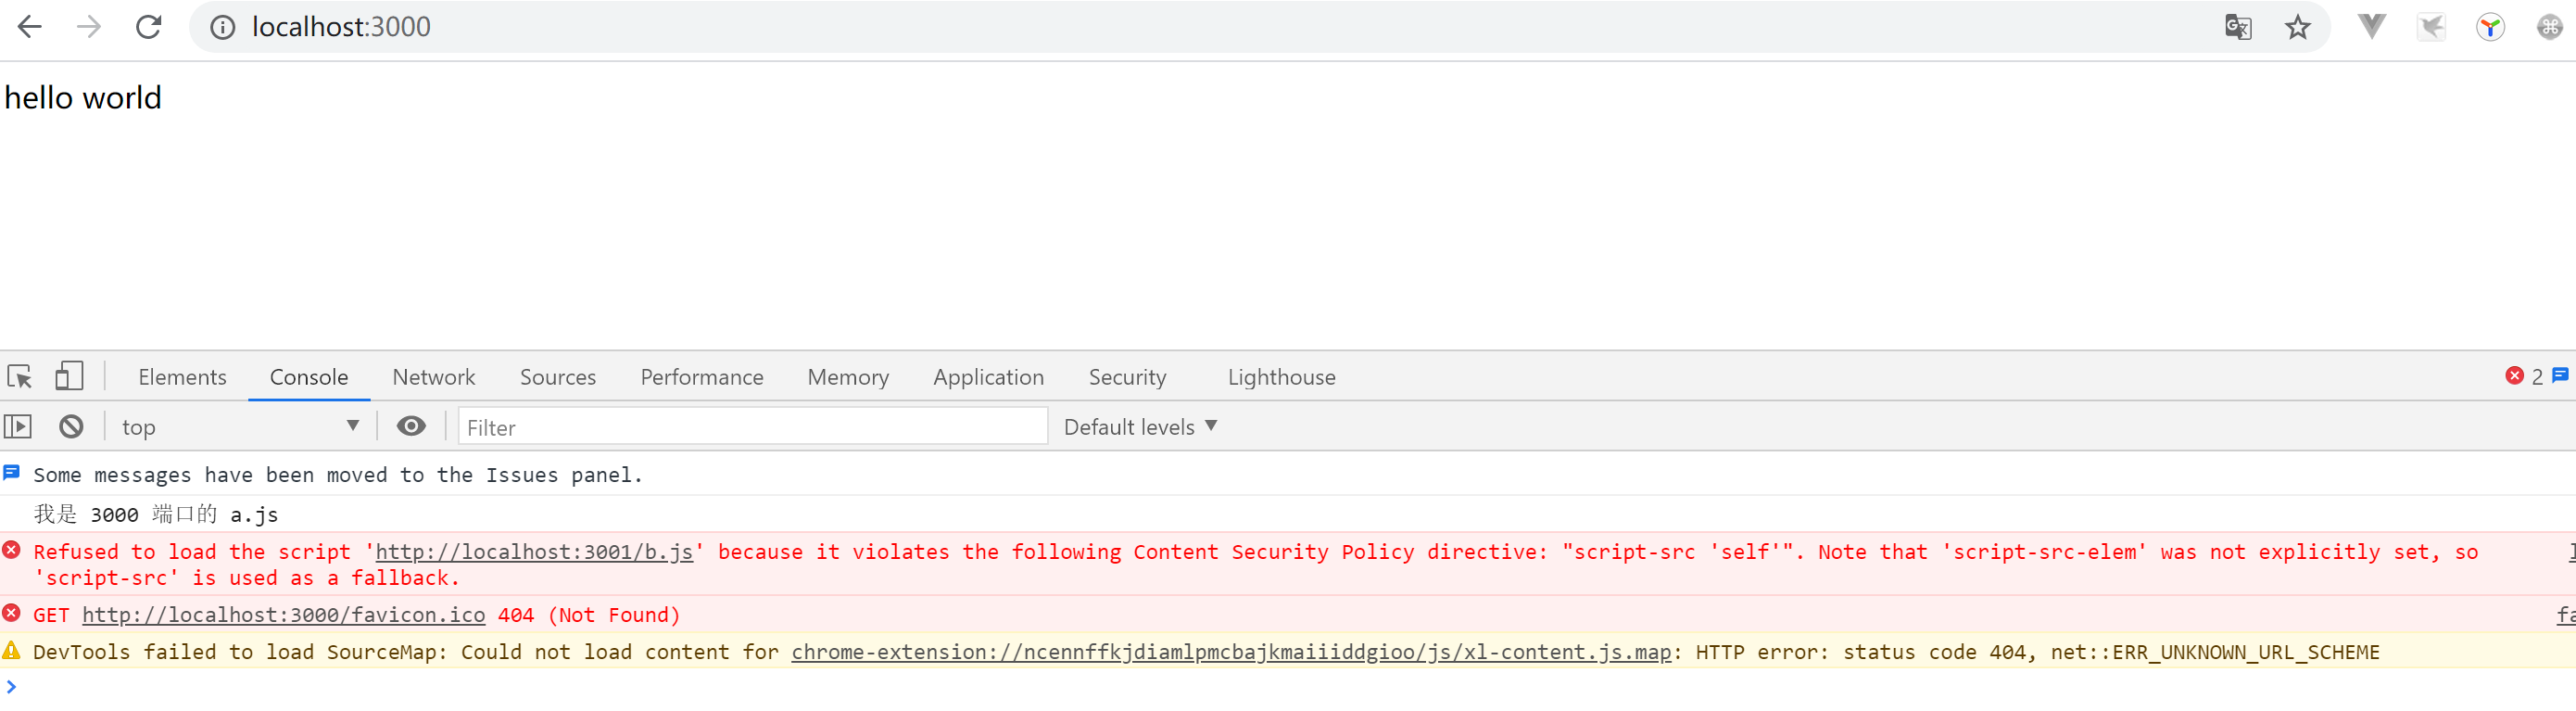 localhost:3000
hello world
Elements Console Network Sources Performance Memory Application Security Lighthouse 2
top Filter Default levels
Some messages have been moved to the Issues panel.
我是 3000 端口的 a.js
Refused to load the script 'http://localhost:3001/b.js' because it violates the following Content Security Policy directive: "script-src 'self'". Note that 'script-src-elem' was not explicitly set, so
'script-src' is used as a fallback.
GET http://localhost:3000/favicon.ico 404 (Not Found) fa
DevTools failed to load SourceMap: Could not load content for chrome-extension://ncennffkjdiamlpmcbajkmaiiiddgioo/js/xl-content.js.map: HTTP error: status code 404, net::ERR_UNKNOWN_URL_SCHEME